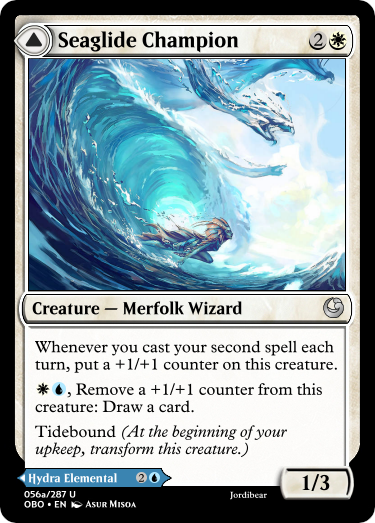 Seaglide Champion 2
Creature — Merfolk Wizard
Whenever you cast your second spell each
turn, put a +1/+1 counter on this creature.
, Remove a +1/+1 counter from this
creature: Draw a card.
Tidebound (At the beginning of your
upkeep, transform this creature.)
Hydra Elemental 2
1/3
056a/287 U
OBO • EN Asur Misoa
Jordibear